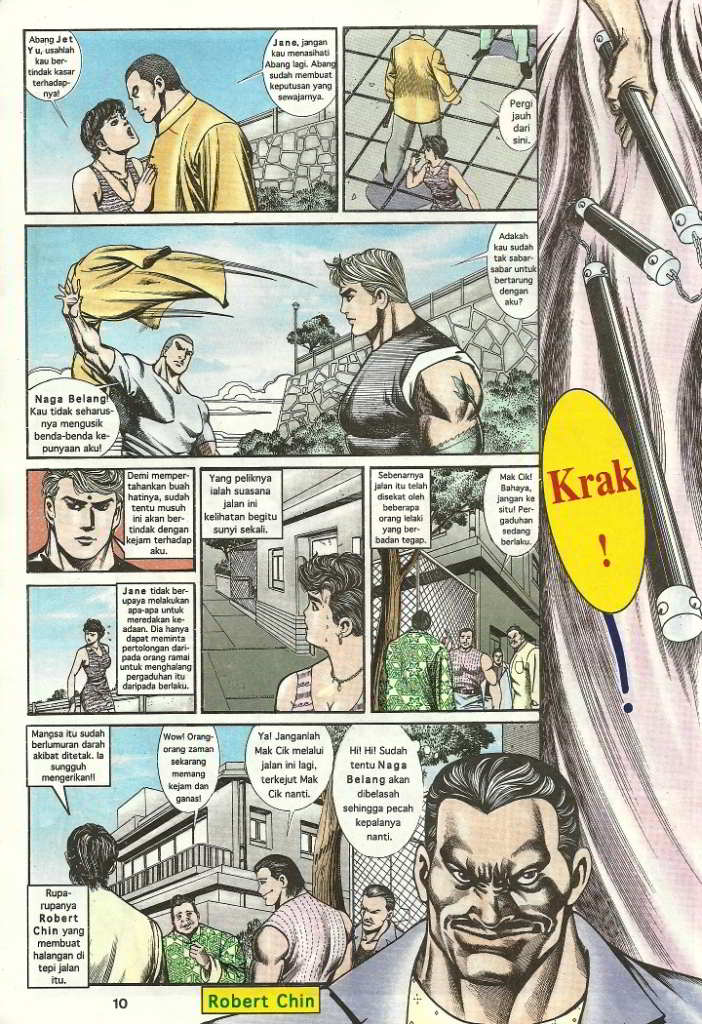 Abang Jet
Yu, usahlah
kau ber-
tindak kasar
terhadap-
nya!
Jane, jangan
kau menasihati
Abang lagi. Abang
sudah membuat
keputusan yang
sewajarnya.
Pergi
jauh
dari
sini.
Adakah
kau sudah
tak sabar-
sabar untuk
bertarung
dengan
aku?
Naga Belang!
Kau tidak seharus-
nya mengusik
benda-benda ke-
punyaan aku!
Krak
!
Demi memper-
tahankan buah
hatinya, sudah
tentu musuh
ini akan ber-
tindak dengan
kejam terhadap
aku.
Jane tidak ber-
upaya melakukan
apa-apa untuk
meredakan ke-
adaan. Dia hanya
dapat meminta
pertolongan dari-
pada orang ramai
untuk menghalang
pergaduhan itu
daripada berlaku.
Yang peliknya
ialah suasana
jalan ini
kelihatan begitu
sunyi sekali.
Sebenarnya
jalan itu telah
disekat oleh
beberapa
orang lelaki
yang ber-
badan tegap.
Mak Cik!
Bahaya,
jangan ke
situ! Per-
gaduhan
sedang
berlaku.
Mangsa itu sudah
berlumuran darah
akibat ditetak. Ia
sungguh
mengerikan!!
Wow! Orang-
orang zaman
sekarang
memang
kejam dan
ganas!
Ya! Janganlah
Mak Cik melalui
jalan ini lagi,
terkejut Mak
Cik nanti.
Hi! Hi! Sudah
tentu Naga
Belang akan
dibelasah
sehingga pecah
kepalanya
nanti.
Rupa-
rupanya
Robert
Chin yang
membuat
halangan di
tepi jalan
itu.
10
Robert Chin